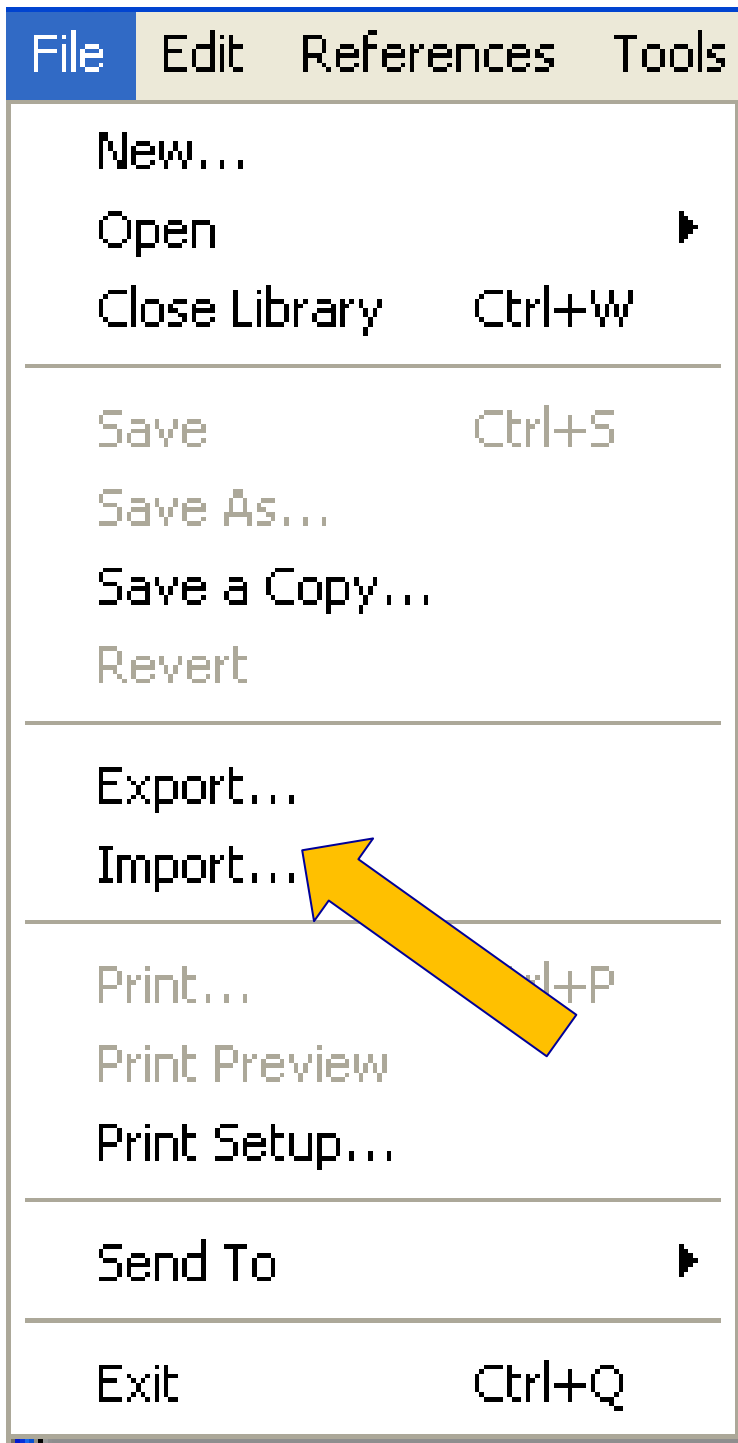 File Edit References Tools
New...
Open
Close Library Ctrl+W
Save Ctrl+S
Save As...
Save a Copy...
Revert
Export...
Import...
Print... rl+P
Print Preview
Print Setup...
Send To
Exit Ctrl+Q